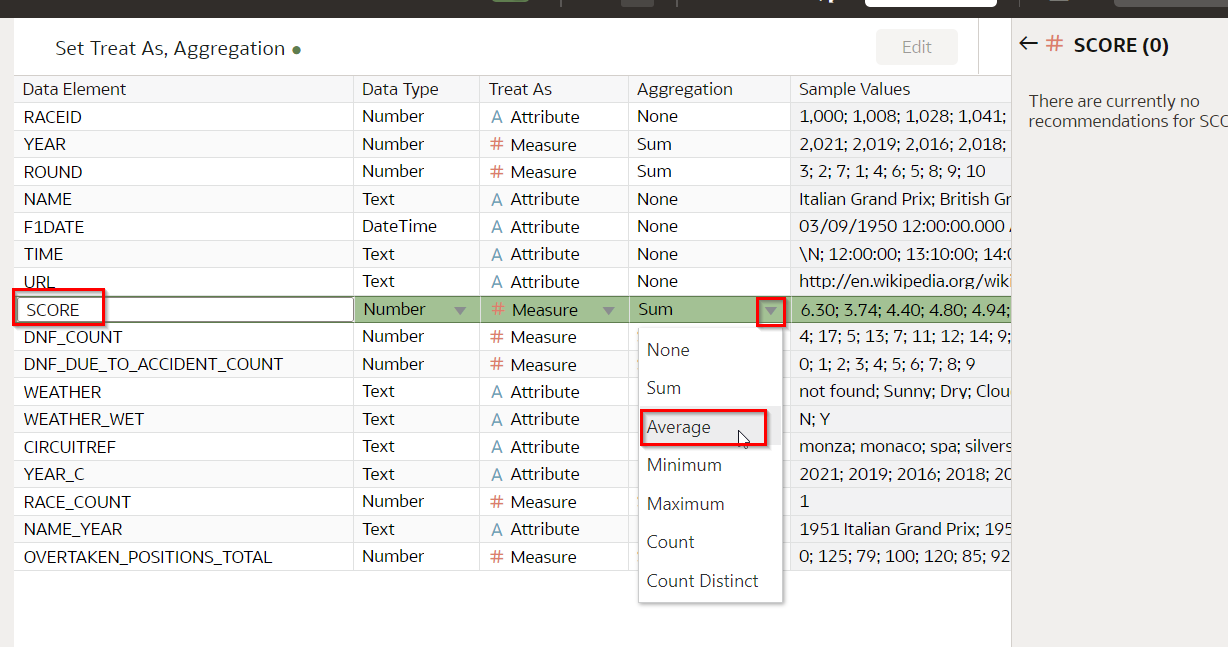 Set Treat As, Aggregation
Edit
SCORE (0)
There are currently no
recommendations for SCO
Data Element Data Type Treat As Aggregation Sample Values
RACEID Number A Attribute None 1,000; 1,008; 1,028; 1,041;
YEAR Number # Measure Sum 2,021; 2,019; 2,016; 2,018;
ROUND Number # Measure Sum 3; 2; 7; 1; 4; 6; 5; 8; 9; 10
NAME Text A Attribute None Italian Grand Prix; British Gr
F1DATE DateTime A Attribute None 03/09/1950 12:00:00.000
TIME Text A Attribute None \N; 12:00:00; 13:10:00; 14:0
URL Text A Attribute None http://en.wikipedia.org/wiki
SCORE Number # Measure Sum 6.30; 3.74; 4.40; 4.80; 4.94;
DNF_COUNT Number # Measure 4; 17; 5; 13; 7; 11; 12; 14; 9;
DNF_DUE_TO_ACCIDENT_COUNT Number # Measure 0; 1; 2; 3; 4; 5; 6; 7; 8; 9
WEATHER Text A Attribute not found; Sunny; Dry; Clou
WEATHER_WET Text A Attribute N; Y
CIRCUITREF Text A Attribute monza; monaco; spa; silvers
YEAR_C Text A Attribute 2021; 2019; 2016; 2018; 20
RACE_COUNT Number # Measure 1
NAME_YEAR Text A Attribute 1951 Italian Grand Prix; 195
OVERTAKEN_POSITIONS_TOTAL Number # Measure 0; 125; 79; 100; 120; 85; 92
None
Sum
Average
Minimum
Maximum
Count
Count Distinct